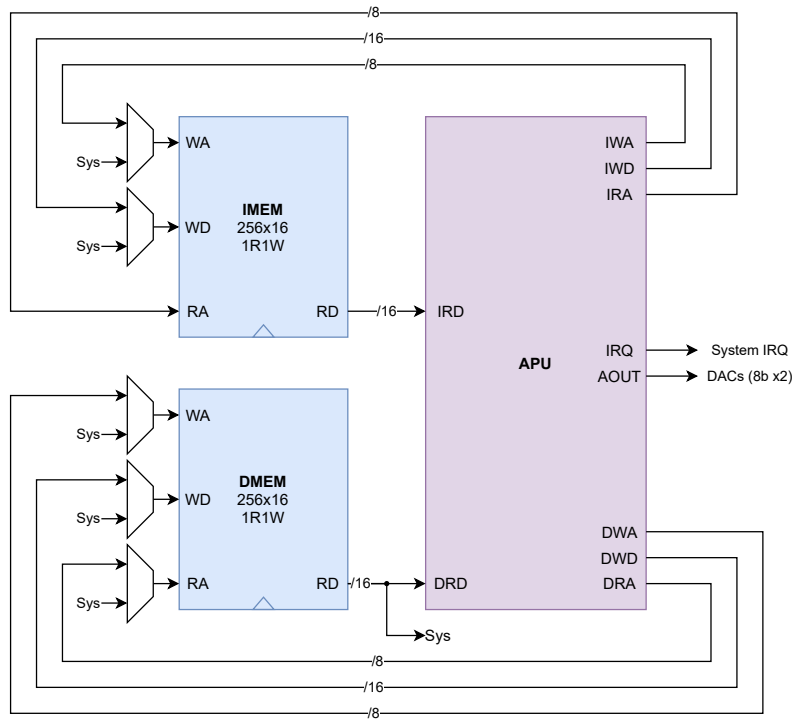 /8
/16
/8
WA
Sys
WD
Sys
IMEM
256x16
1R1W
RA
RD
/16
IWA
IWD
IRA
IRD
APU
IRQ
AOUT
System IRQ
DACs (8b x2)
WA
Sys
WD
Sys
DMEM
256x16
1R1W
RA
Sys
RD
/16
DRD
Sys
DWA
DWD
DRA
/8
/16
/8